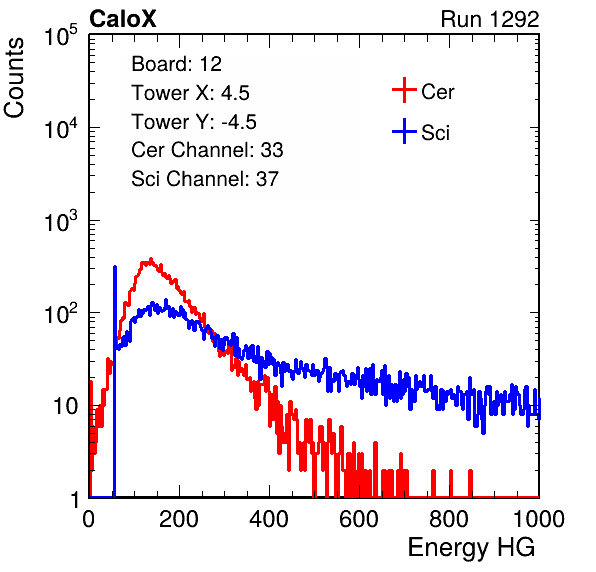 CaloX Run 1292
Counts
10^5
10^4
10^3
10^2
10
1
Board: 12
Tower X: 4.5
Tower Y: -4.5
Cer Channel: 33
Sci Channel: 37
Cer
Sci
0 200 400 600 800 1000
Energy HG